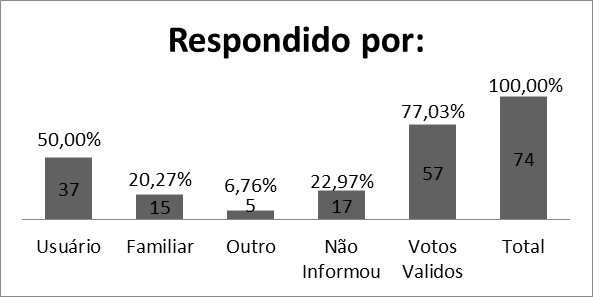 Respondido por:
50,00%
20,27%
6,76%
22,97%
77,03%
100,00%
37
15
5
17
57
74
Usuário
Familiar
Outro
Não
Informou
Votos
Validos
Total